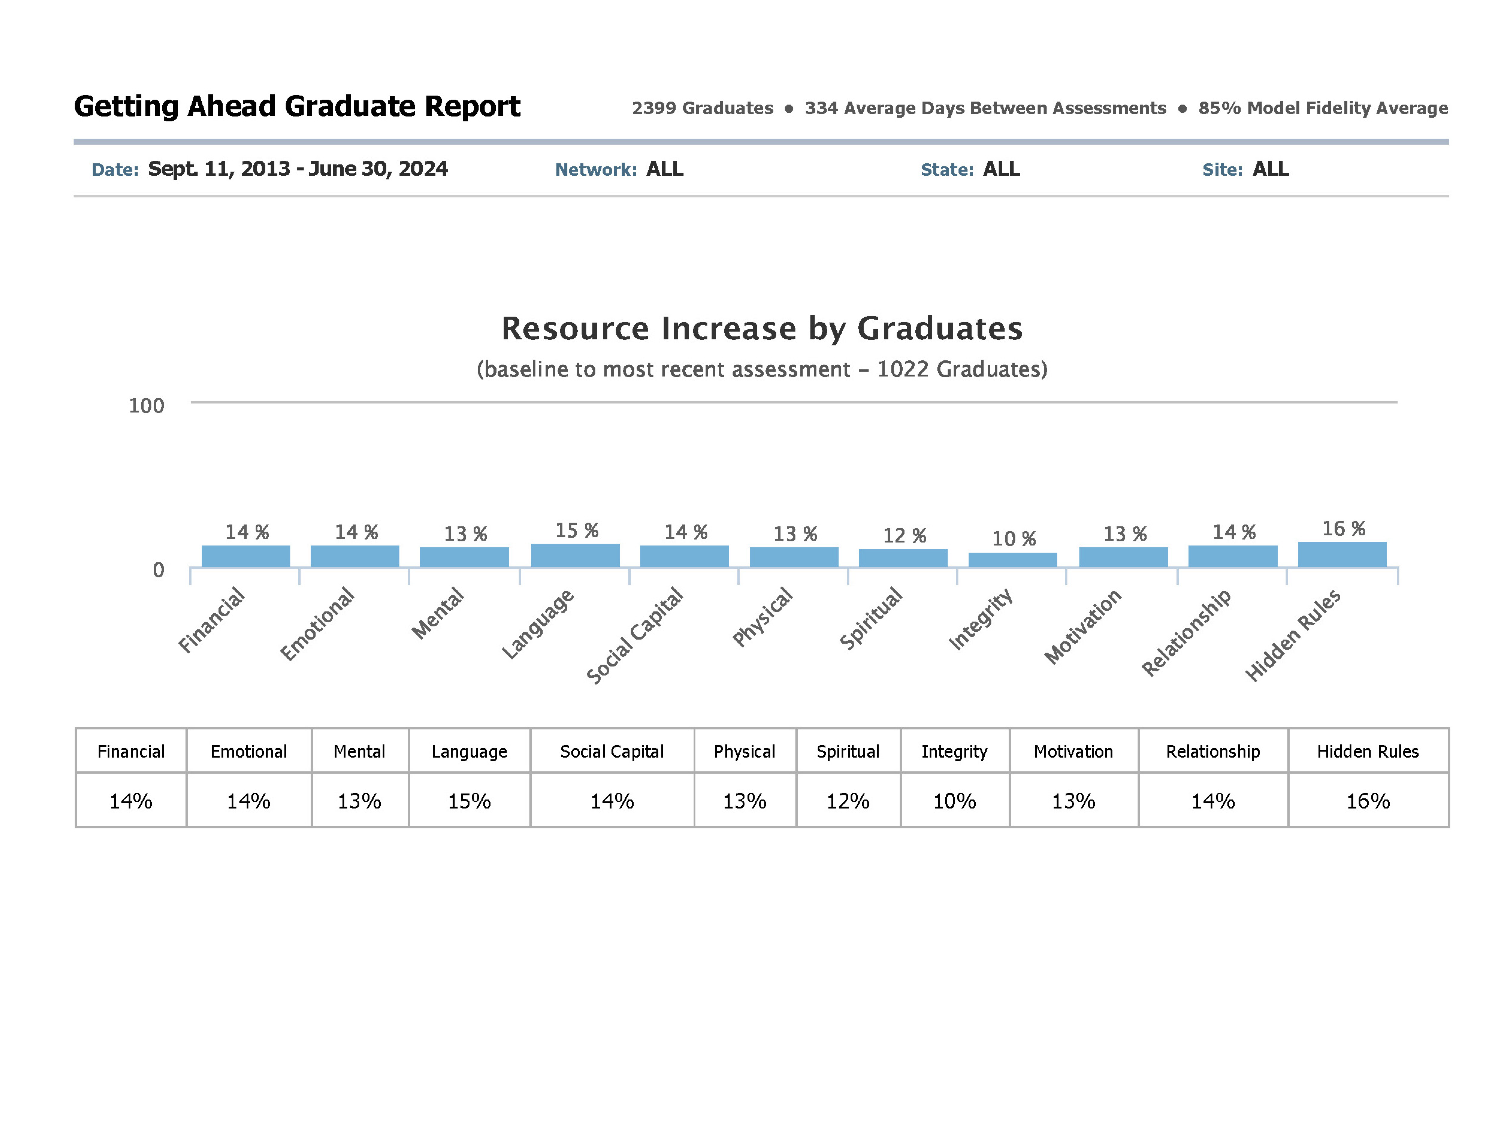 Getting Ahead Graduate Report 2399 Graduates ● 334 Average Days Between Assessments ● 85% Model Fidelity Average
Date: Sept. 11, 2013 - June 30, 2024 Network: ALL State: ALL Site: ALL
Resource Increase by Graduates
(baseline to most recent assessment – 1022 Graduates)
100
14 % 14 % 13 % 15 % 14 % 13 % 12 % 10 % 13 % 14 % 16 %
0
Financial Emotional Mental Language Social Capital Physical Spiritual Integrity Motivation Relationship Hidden Rules
Financial Emotional Mental Language Social Capital Physical Spiritual Integrity Motivation Relationship Hidden Rules
14% 14% 13% 15% 14% 13% 12% 10% 13% 14% 16%